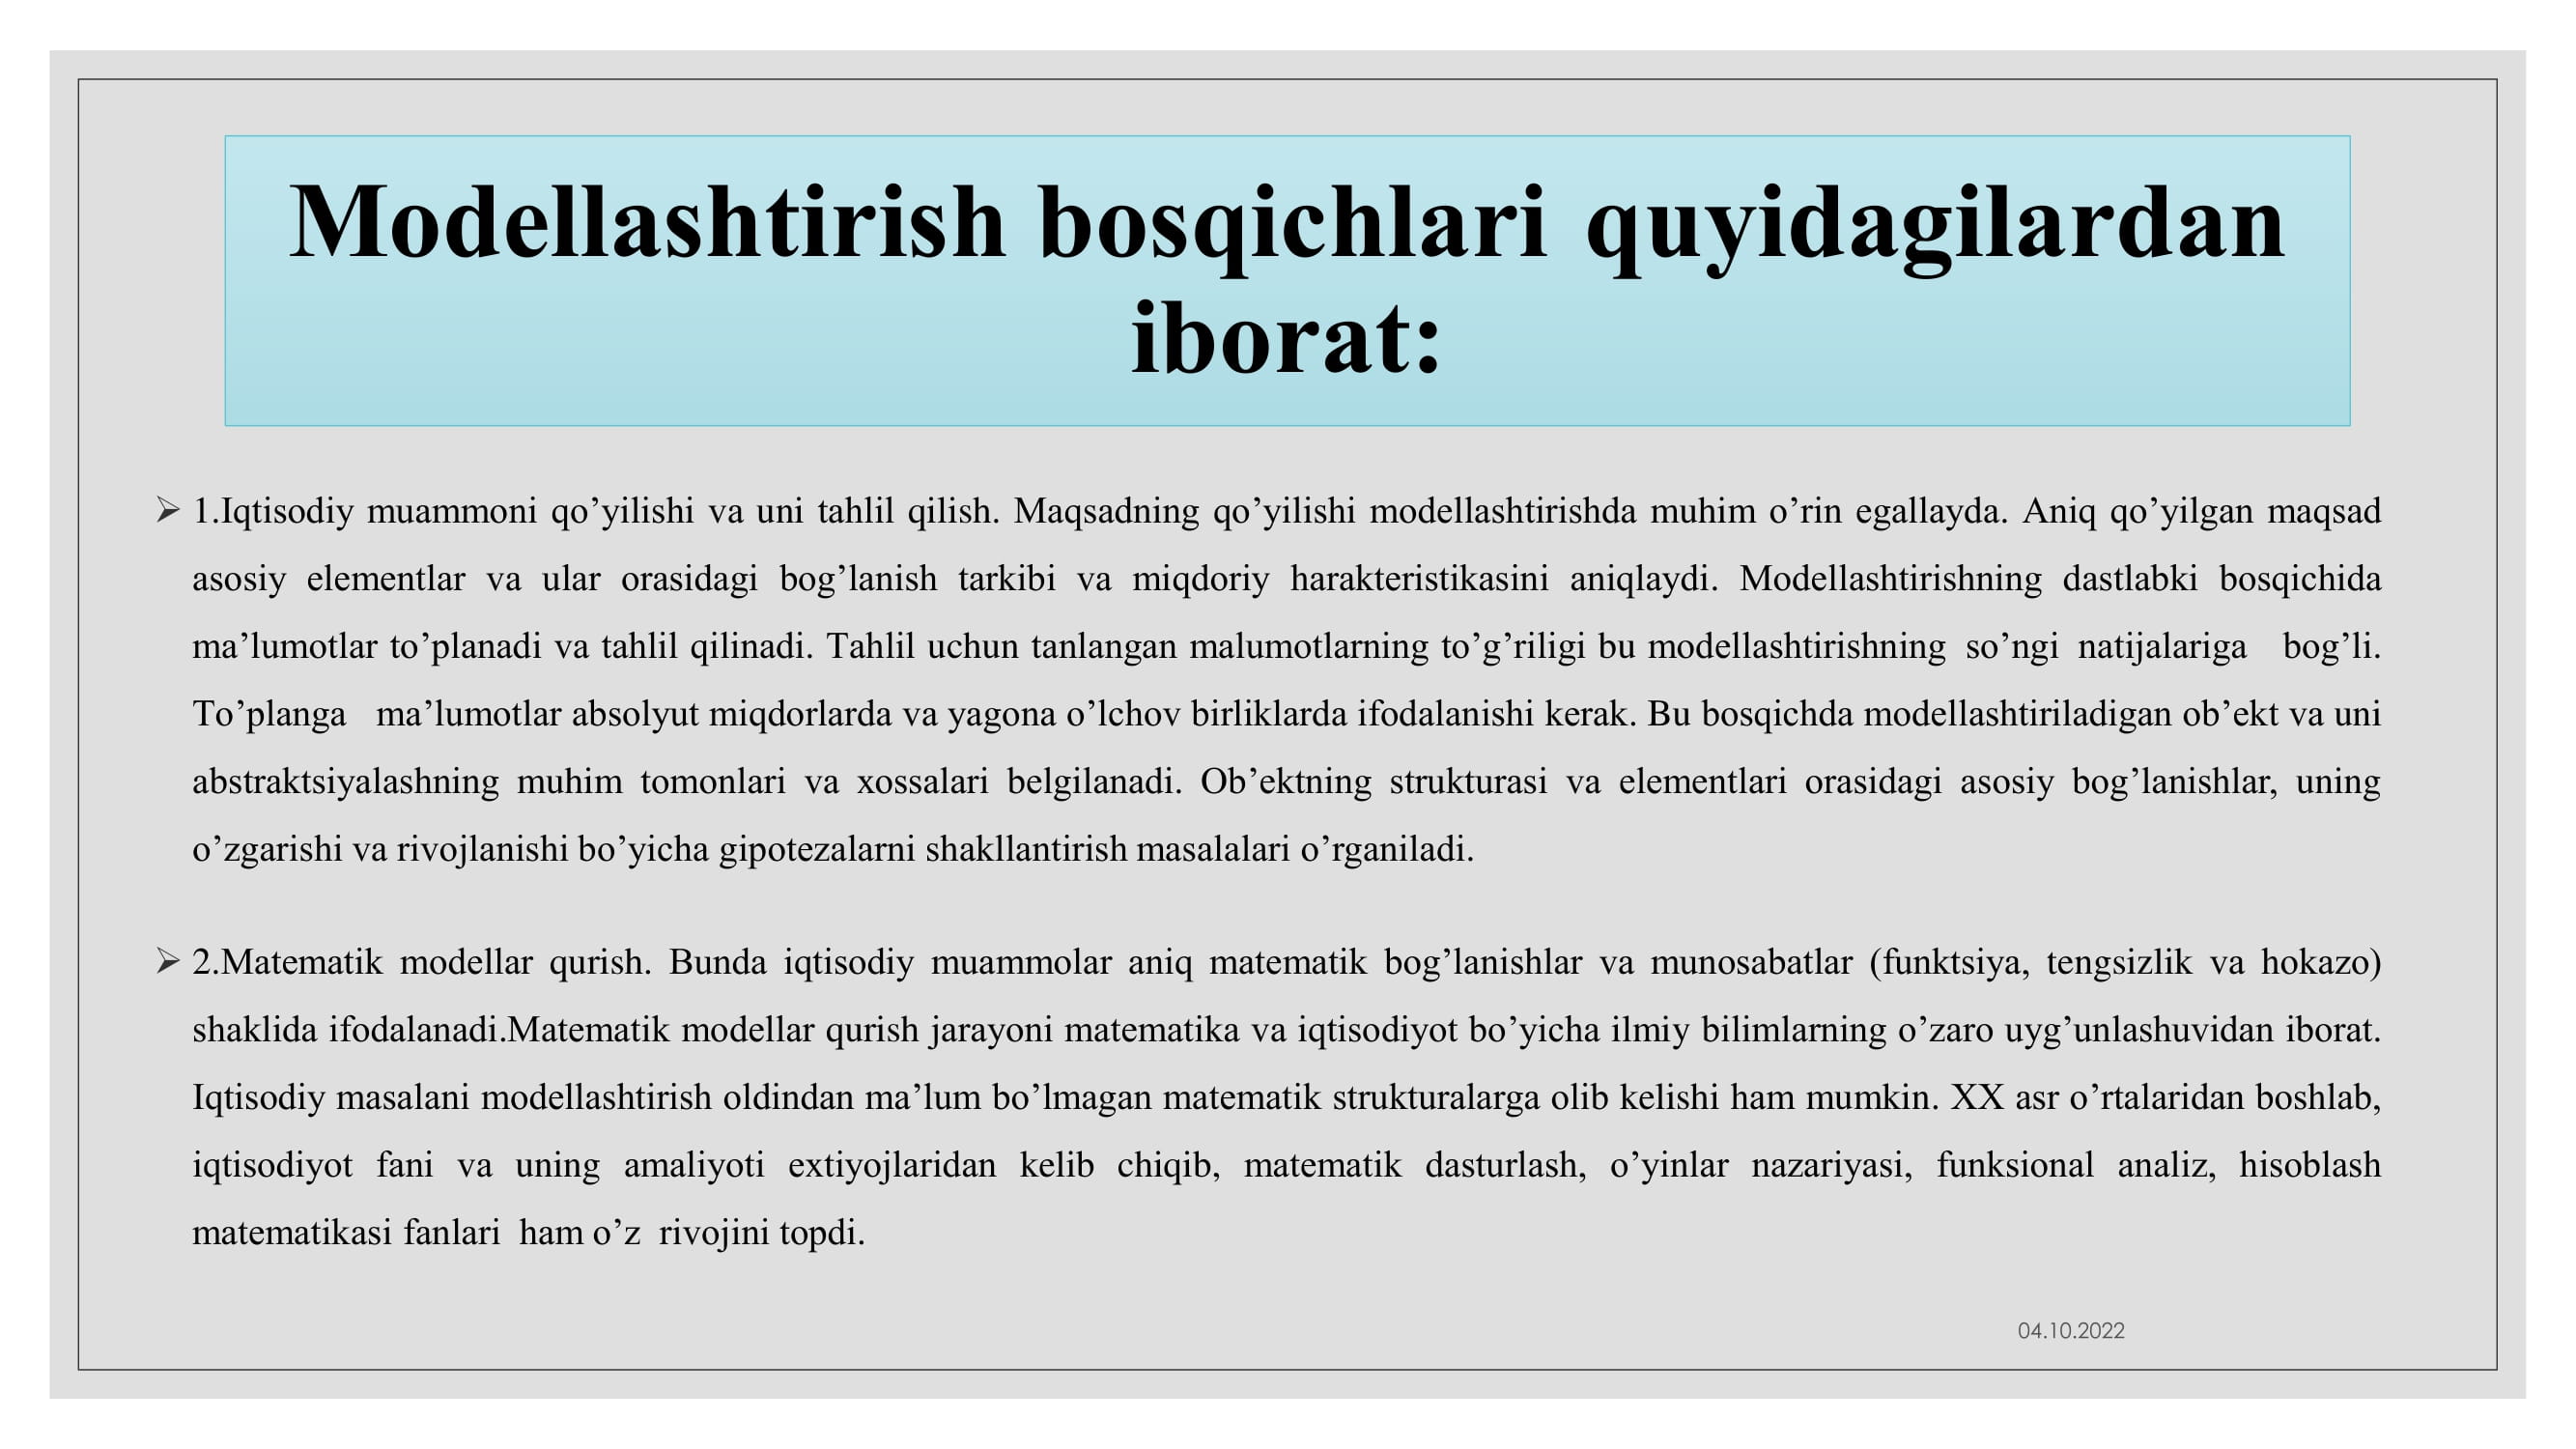 Modellashtirish bosqichlari quyidagilardan
iborat:
1.Iqtisodiy muammoni qo’yilishi va uni tahlil qilish. Maqsadning qo’yilishi modellashtirishda muhim o’rin egallayda. Aniq qo’yilgan maqsad
asosiy elementlar va ular orasidagi bog’lanish tarkibi va miqdoriy harakteristikasini aniqlaydi. Modellashtirishning dastlabki bosqichida
ma’lumotlar to’planadi va tahlil qilinadi. Tahlil uchun tanlangan malumotlarning to’g’riligi bu modellashtirishning so’ngi natijalariga bog’li.
To’planga ma’lumotlar absolyut miqdorlarda va yagona o’lchov birliklarda ifodalanishi kerak. Bu bosqichda modellashtiriladigan ob’ekt va uni
abstraktsiyalashning muhim tomonlari va xossalari belgilanadi. Ob’ektning strukturasi va elementlari orasidagi asosiy bog’lanishlar, uning
o’zgarishi va rivojlanishi bo’yicha gipotezalarni shakllantirish masalalari o’rganiladi.
2.Matematik modellar qurish. Bunda iqtisodiy muammolar aniq matematik bog’lanishlar va munosabatlar (funktsiya, tengsizlik va hokazo)
shaklida ifodalanadi.Matematik modellar qurish jarayoni matematika va iqtisodiyot bo’yicha ilmiy bilimlarning o’zaro uyg’unlashuvidan iborat.
Iqtisodiy masalani modellashtirish oldindan ma’lum bo’lmagan matematik strukturalarga olib kelishi ham mumkin. XX asr o’rtalaridan boshlab,
iqtisodiyot fani va uning amaliyoti extiyojlaridan kelib chiqib, matematik dasturlash, o’yinlar nazariyasi, funksional analiz, hisoblash
matematikasi fanlari ham o’z rivojini topdi.
04.10.2022